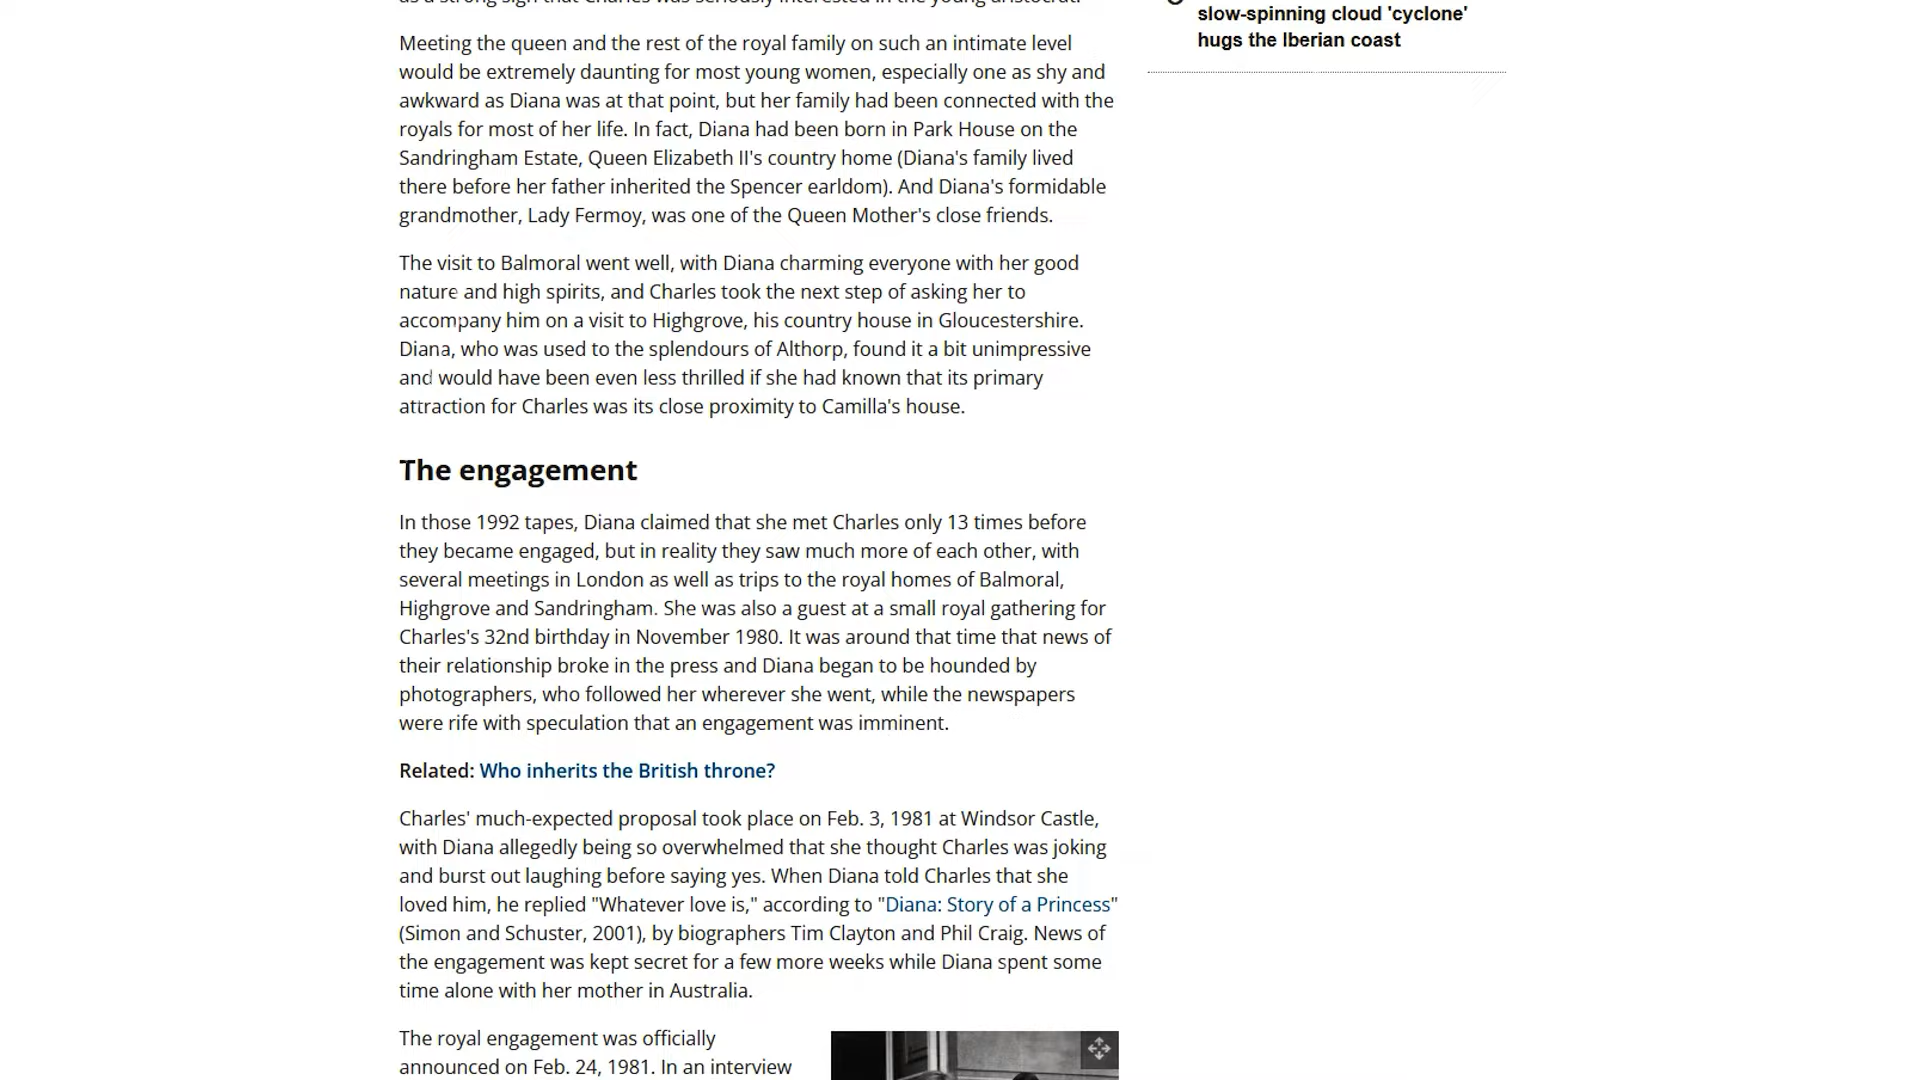 Meeting the queen and the rest of the royal family on such an intimate level
would be extremely daunting for most young women, especially one as shy and
awkward as Diana was at that point, but her family had been connected with the
royals for most of her life. In fact, Diana had been born in Park House on the
Sandringham Estate, Queen Elizabeth II's country home (Diana's family lived
there before her father inherited the Spencer earldom). And Diana's formidable
grandmother, Lady Fermoy, was one of the Queen Mother's close friends.
The visit to Balmoral went well, with Diana charming everyone with her good
nature and high spirits, and Charles took the next step of asking her to
accompany him on a visit to Highgrove, his country house in Gloucestershire.
Diana, who was used to the splendours of Althorp, found it a bit unimpressive
and would have been even less thrilled if she had known that its primary
attraction for Charles was its close proximity to Camilla's house.
The engagement
In those 1992 tapes, Diana claimed that she met Charles only 13 times before
they became engaged, but in reality they saw much more of each other, with
several meetings in London as well as trips to the royal homes of Balmoral,
Highgrove and Sandringham. She was also a guest at a small royal gathering for
Charles's 32nd birthday in November 1980. It was around that time that news of
their relationship broke in the press and Diana began to be hounded by
photographers, who followed her wherever she went, while the newspapers
were rife with speculation that an engagement was imminent.
Related: Who inherits the British throne?
Charles' much-expected proposal took place on Feb. 3, 1981 at Windsor Castle,
with Diana allegedly being so overwhelmed that she thought Charles was joking
and burst out laughing before saying yes. When Diana told Charles that she
loved him, he replied "Whatever love is," according to "Diana: Story of a Princess"
(Simon and Schuster, 2001), by biographers Tim Clayton and Phil Craig. News of
the engagement was kept secret for a few more weeks while Diana spent some
time alone with her mother in Australia.
The royal engagement was officially
announced on Feb. 24, 1981. In an interview
slow-spinning cloud 'cyclone'
hugs the Iberian coast